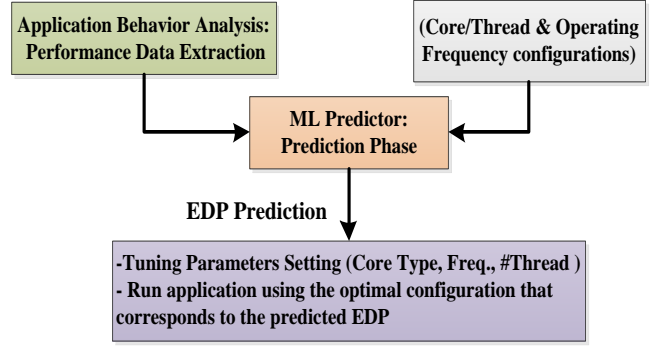 Application Behavior Analysis:
Performance Data Extraction
(Core/Thread & Operating
Frequency configurations)
ML Predictor:
Prediction Phase
EDP Prediction
-Tuning Parameters Setting (Core Type, Freq., #Thread )
- Run application using the optimal configuration that
corresponds to the predicted EDP